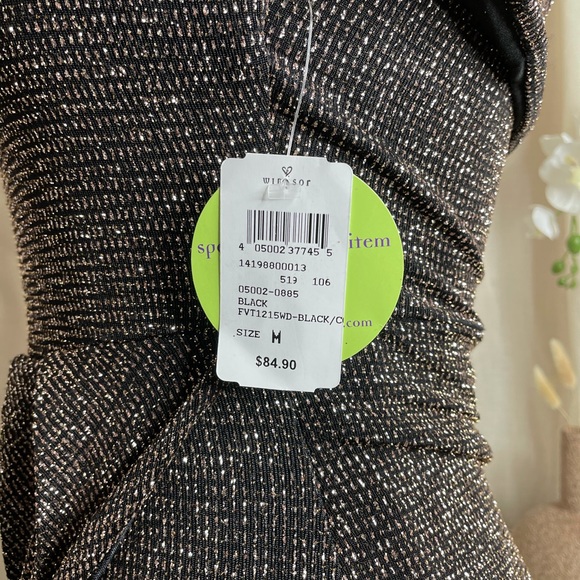 windsor
4 05002 37745 5
14198800013
519 106
05002-0885
BLACK
FVT1215WD-BLACK/C
SIZE M
$84.90
item
.com